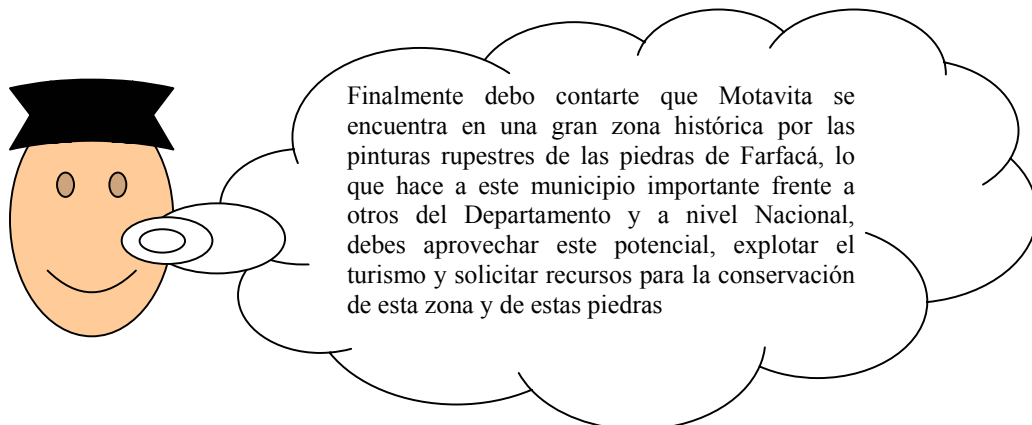 Finalmente debo contarte que Motavita se
encuentra en una gran zona histórica por las
pinturas rupestres de las piedras de Farfacá, lo
que hace a este municipio importante frente a
otros del Departamento y a nivel Nacional,
debes aprovechar este potencial, explotar el
turismo y solicitar recursos para la conservación
de esta zona y de estas piedras